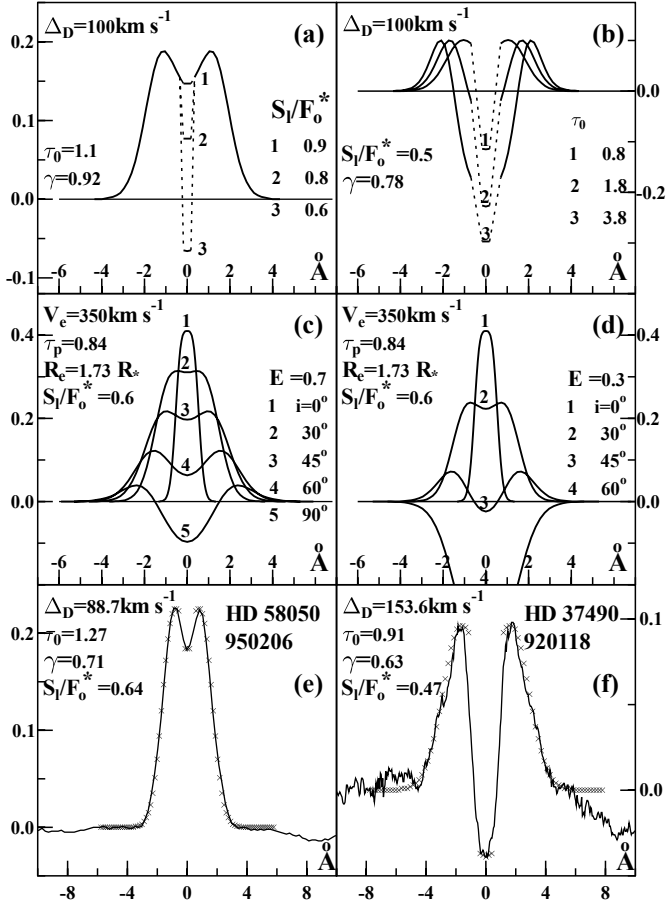 Δ_D=100km s^-1
(a)
0.2
0.1
0.0
-0.1
1
2
3
S_l/F_o^*
1 0.9
2 0.8
3 0.6
τ_0=1.1
γ=0.92
-6 -4 -2 0 2 4 Å
Δ_D=100km s^-1
(b)
0.0
-0.2
τ_0
1 0.8
2 1.8
3 3.8
S_l/F_o^*=0.5
γ=0.78
1
2
3
-6 -4 -2 0 2 4 Å
V_e=350km s^-1
(c)
τ_p=0.84
R_e=1.73 R_*
S_l/F_o^*=0.6
0.4
0.2
0.0
1
2
3
4
5
E =0.7
1 i=0°
2 30°
3 45°
4 60°
5 90°
-6 -4 -2 0 2 4 Å
V_e=350km s^-1
(d)
τ_p=0.84
R_e=1.73 R_*
S_l/F_o^*=0.6
1
2
3
4
E =0.3
1 i=0°
2 30°
3 45°
4 60°
-6 -4 -2 0 2 4 Å
Δ_D=88.7km s^-1
τ_0=1.27
γ=0.71
S_l/F_o^*=0.64
HD 58050
950206
(e)
0.2
0.1
0.0
Å
-8 -4 0 4 8
Δ_D=153.6km s^-1
τ_0=0.91
γ=0.63
S_l/F_o^*=0.47
HD 37490
920118
(f)
0.1
0.0
Å
-8 -4 0 4 8